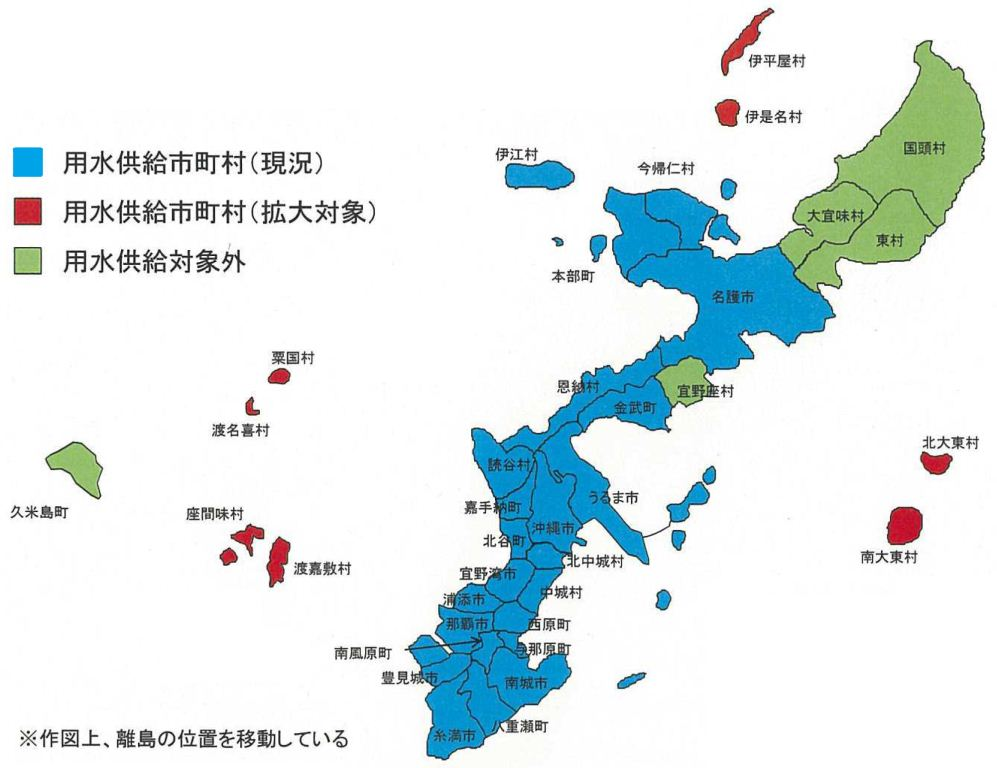 伊平屋村
伊是名村
国頭村
伊江村
今帰仁村
用水供給市町村(現況)
用水供給市町村(拡大対象)
用水供給対象外
大宜味村
東村
本部町
名護市
粟国村
恩納村
宜野座村
金武町
渡名喜村
北大東村
読谷村
うるま市
久米島町
座間味村
嘉手納町
沖縄市
北谷町
南大東村
渡嘉敷村
北中城村
宜野湾市
中城村
浦添市
那覇市
西原町
南風原町
与那原町
豊見城市
南城市
八重瀬町
糸満市
※作図上、離島の位置を移動している